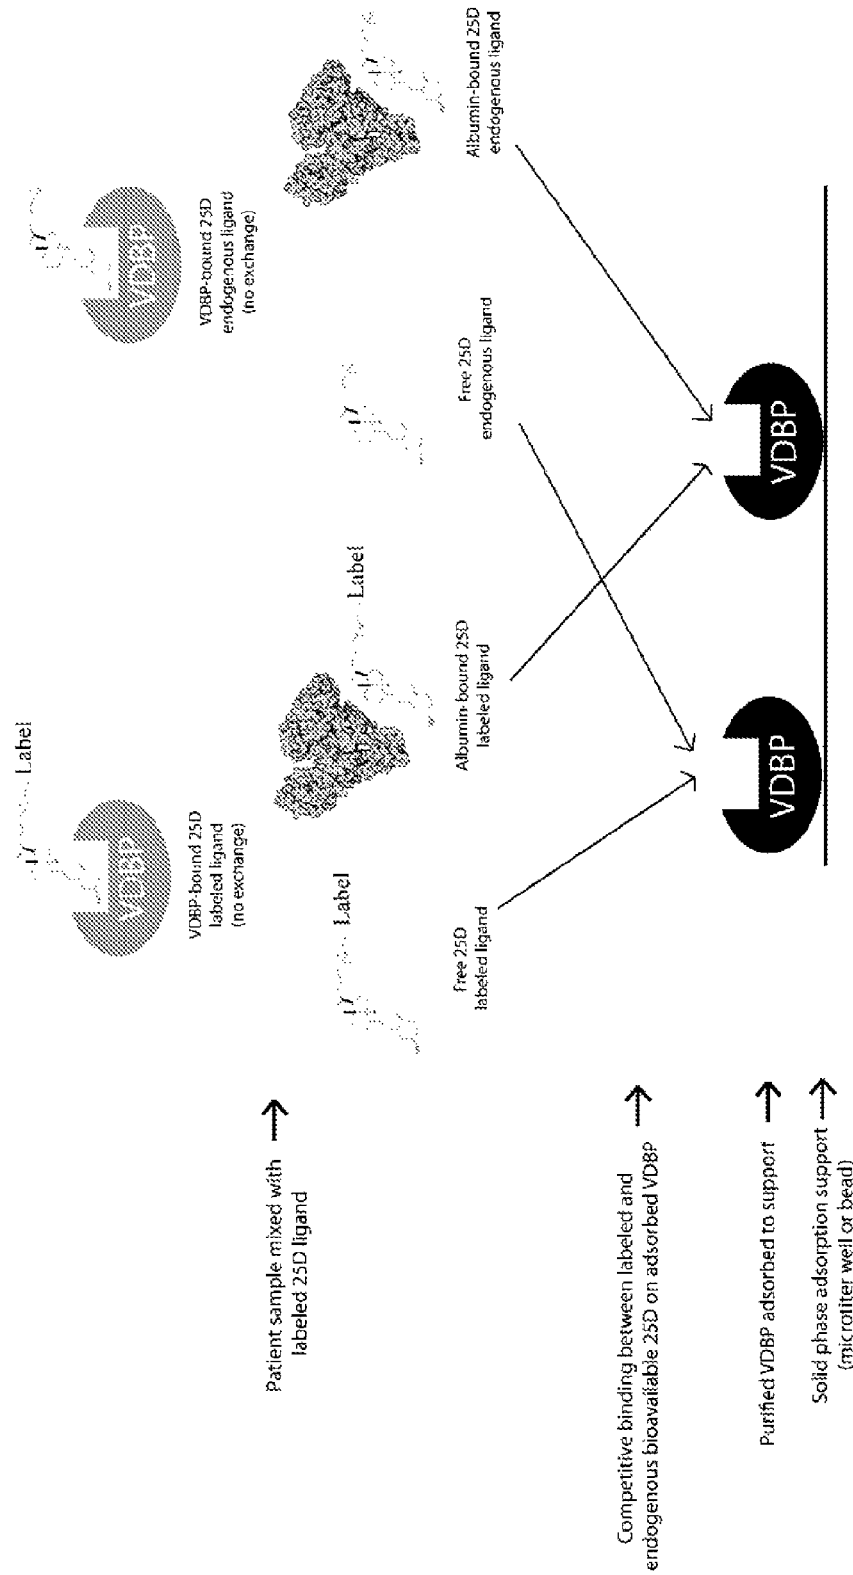 Label
VDBP
VDBP-bound 25D
labeled ligand
(no exchange)
VDBP
VDBP-bound 25D
endogenous ligand
(no exchange)
Patient sample mixed with
labeled 25D ligand
Label
Label
Free 25D
labeled ligand
Albumin-bound 25D
labeled ligand
Free 25D
endogenous ligand
Albumin-bound 25D
endogenous ligand
Competitive binding between labeled and
endogenous bioavailable 25D on adsorbed VDBP
Purified VDBP adsorbed to support
VDBP
VDBP
Solid phase adsorption support
(microtiter well or bead)